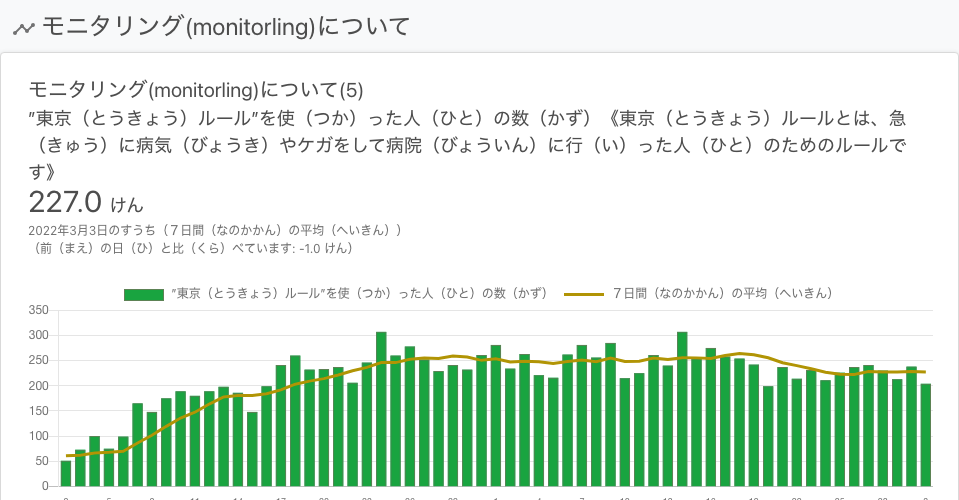 モニタリング(monitorling)について
モニタリング(monitorling)について(5)
”東京（とうきょう）ルール”を使（つか）った人（ひと）の数（かず）《東京（とうきょう）ルールとは、急
（きゅう）に病気（びょうき）やケガをして病院（びょういん）に行（い）った人（ひと）のためのルールで
す》
227.0 けん
2022年3月3日のすうち（７日間（なのかかん）の平均（へいきん））
（前（まえ）の日（ひ）と比（くら）べています: -1.0 けん）
”東京（とうきょう）ルール”を使（つか）った人（ひと）の数（かず） ７日間（なのかかん）の平均（へいきん）
350
300
250
200
150
100
50
0